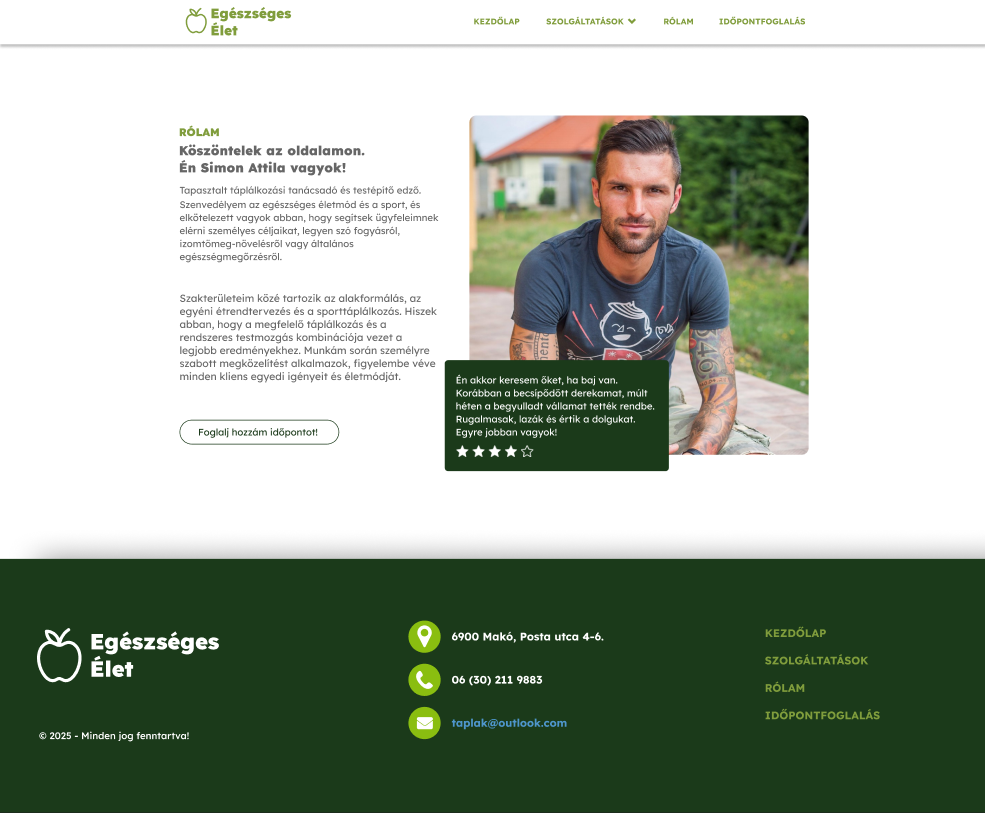 Egészséges
Élet
KEZDŐLAP
SZOLGÁLTATÁSOK
RÓLAM
IDŐPONTFOGLALÁS
RÓLAM
Köszöntelek az oldalamon.
Én Simon Attila vagyok!
Tapasztalt táplálkozási tanácsadó és testépítő edző.
Szenvedélyem az egészséges életmód és a sport, és
elkötelezett vagyok abban, hogy segítsek ügyfeleimnek
elérni személyes céljaikat, legyen szó fogyásról,
izomtömeg-növelésről vagy általános
egészségmegőrzésről.
Szakterületeim közé tartozik az alakformálás, az
egyéni étrendtervezés és a sporttáplálkozás. Hiszek
abban, hogy a megfelelő táplálkozás és a
rendszeres testmozgás kombinációja vezet a
legjobb eredményekhez. Munkám során személyre
szabott megközelítést alkalmazok, figyelembe véve
minden kliens egyedi igényeit és életmódját.
Foglalj hozzám időpontot!
Én akkor keresem őket, ha baj van.
Korábban a becsípődött derekamat, múlt
héten a begyulladt vállamat tették rendbe.
Rugalmasak, lazák és értik a dolgukat.
Egyre jobban vagyok!
Egészséges
Élet
© 2025 - Minden jog fenntartva!
6900 Makó, Posta utca 4-6.
06 (30) 211 9883
taplak@outlook.com
KEZDŐLAP
SZOLGÁLTATÁSOK
RÓLAM
IDŐPONTFOGLALÁS